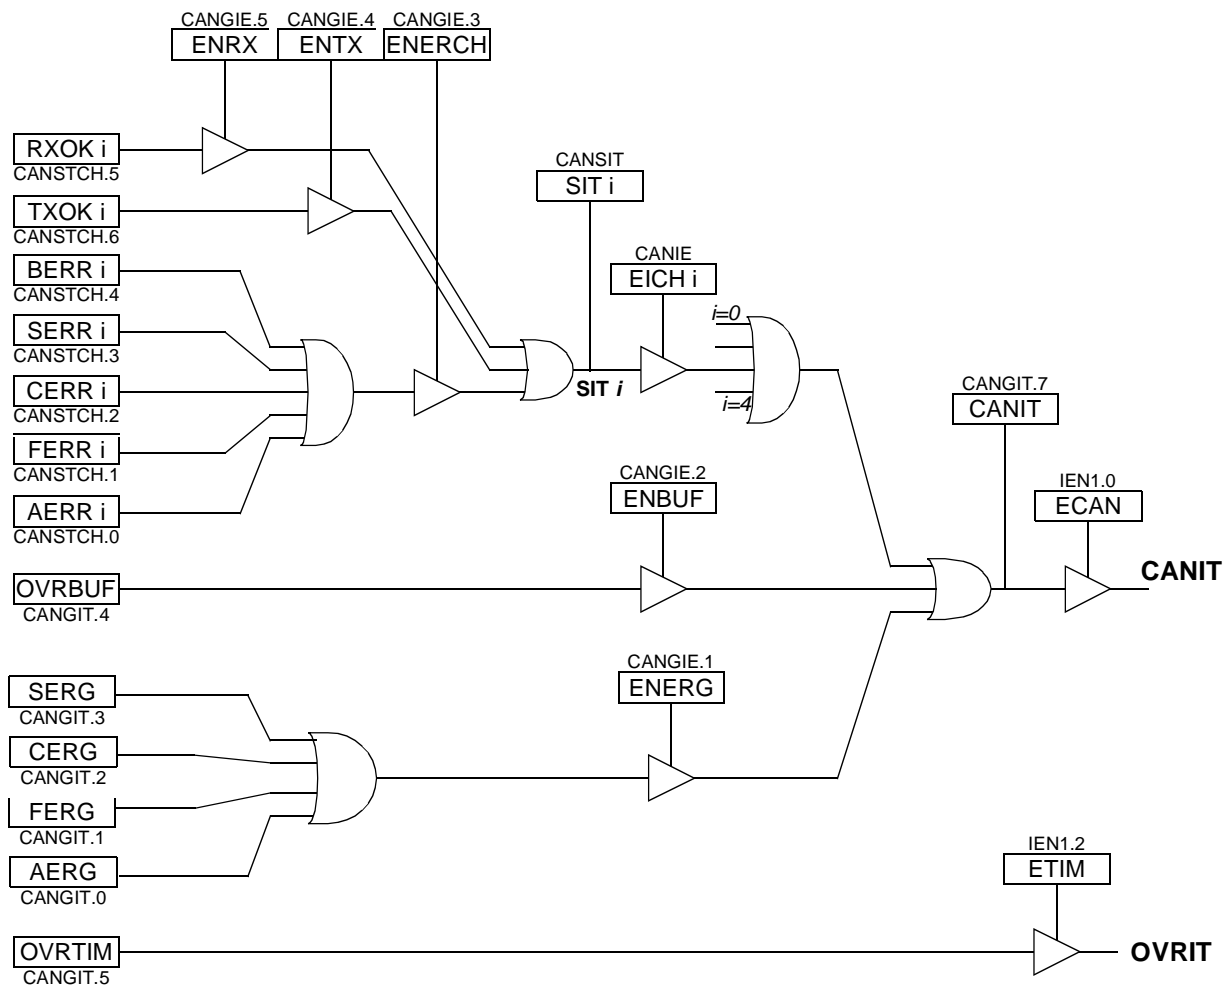 CANGIE.5 CANGIE.4 CANGIE.3
ENRX ENTX ENERCH
RXOK i
CANSTCH.5
TXOK i
CANSTCH.6
BERR i
CANSTCH.4
SERR i
CANSTCH.3
CERR i
CANSTCH.2
FERR i
CANSTCH.1
AERR i
CANSTCH.0
CANSIT
SIT i
SIT i
CANIE
EICH i
i=0
i=4
CANGIT.7
CANIT
IEN1.0
ECAN
CANIT
CANGIE.2
ENBUF
OVRBUF
CANGIT.4
CANGIE.1
ENERG
SERG
CANGIT.3
CERG
CANGIT.2
FERG
CANGIT.1
AERG
CANGIT.0
IEN1.2
ETIM
OVRTIM
CANGIT.5
OVRIT